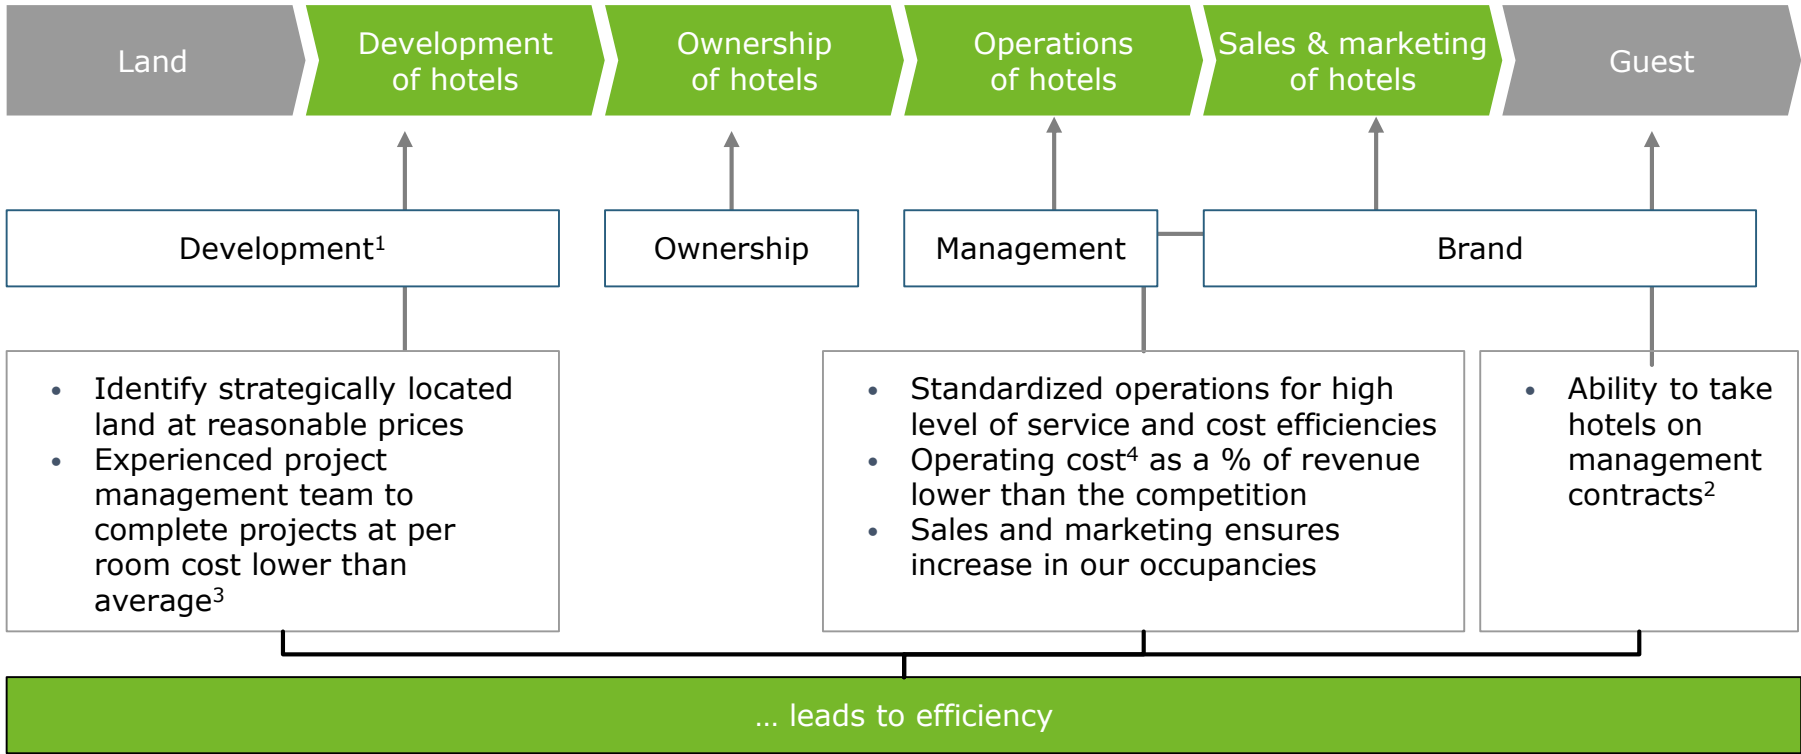 Land
Development
of hotels
Ownership
of hotels
Operations
of hotels
Sales & marketing
of hotels
Guest
Development¹
Ownership
Management
Brand
• Identify strategically located
land at reasonable prices
• Experienced project
management team to
complete projects at per
room cost lower than
average³
• Standardized operations for high
level of service and cost efficiencies
• Operating cost⁴ as a % of revenue
lower than the competition
• Sales and marketing ensures
increase in our occupancies
• Ability to take
hotels on
management
contracts²
... leads to efficiency